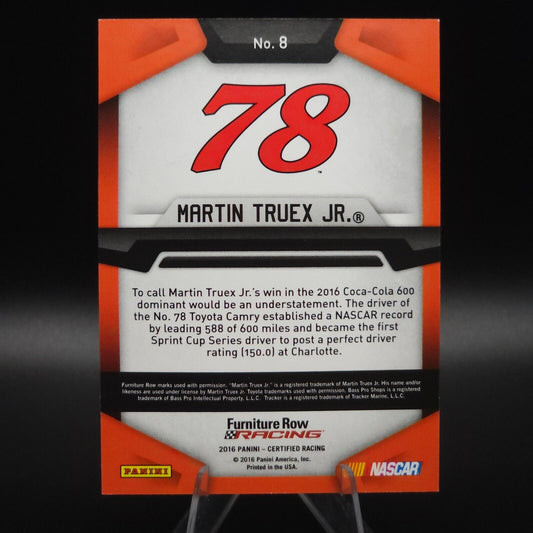 No. 8
78
™
MARTIN TRUEX JR.®
To call Martin Truex Jr.'s win in the 2016 Coca-Cola 600
dominant would be an understatement. The driver of
the No. 78 Toyota Camry established a NASCAR record
by leading 588 of 600 miles and became the first
Sprint Cup Series driver to post a perfect driver
rating (150.0) at Charlotte.
Furniture Row marks used with permission. "Martin Truex Jr." is a registered trademark of Martin Truex Jr. His name and/or
likeness are used under license by Martin Truex Jr. Toyota trademarks used with permission. Bass Pro Shops is a registered
trademark of Bass Pro Intellectual Property, L.L.C. Tracker is a registered trademark of Tracker Marine, L.L.C.
Furniture Row
RACING
2016 PANINI – CERTIFIED RACING
© 2016 Panini America, Inc.
Printed in the USA.
PANINI
NASCAR